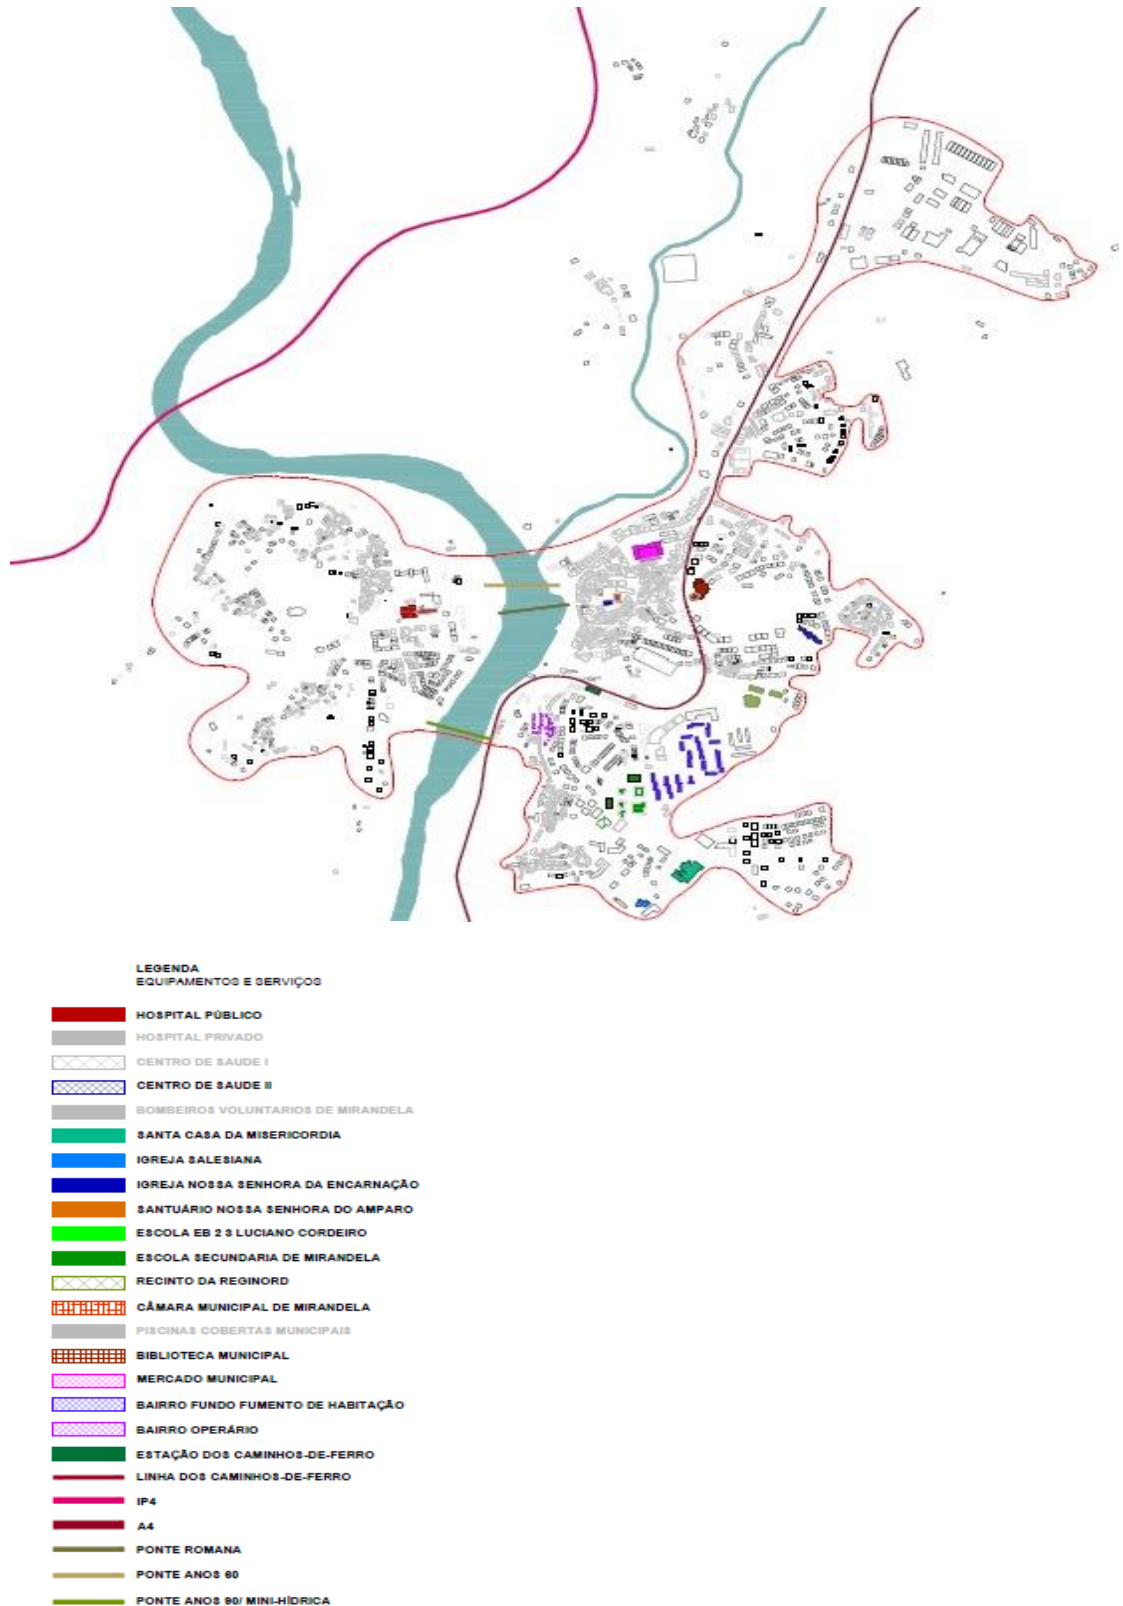 LEGENDA
EQUIPAMENTOS E SERVIÇOS
HOSPITAL PÚBLICO
HOSPITAL PRIVADO
CENTRO DE SAUDE I
CENTRO DE SAUDE II
BOMBEIROS VOLUNTARIOS DE MIRANDELA
SANTA CASA DA MISERICORDIA
IGREJA SALESIANA
IGREJA NOSSA SENHORA DA ENCARNAÇÃO
SANTUÁRIO NOSSA SENHORA DO AMPARO
ESCOLA EB 2 3 LUCIANO CORDEIRO
ESCOLA SECUNDARIA DE MIRANDELA
RECINTO DA REGINORD
CÂMARA MUNICIPAL DE MIRANDELA
PISCINAS COBERTAS MUNICIPAIS
BIBLIOTECA MUNICIPAL
MERCADO MUNICIPAL
BAIRRO FUNDO FUMENTO DE HABITAÇÃO
BAIRRO OPERÁRIO
ESTAÇÃO DOS CAMINHOS-DE-FERRO
LINHA DOS CAMINHOS-DE-FERRO
IP4
A4
PONTE ROMANA
PONTE ANOS 60
PONTE ANOS 90/ MINI-HÍDRICA